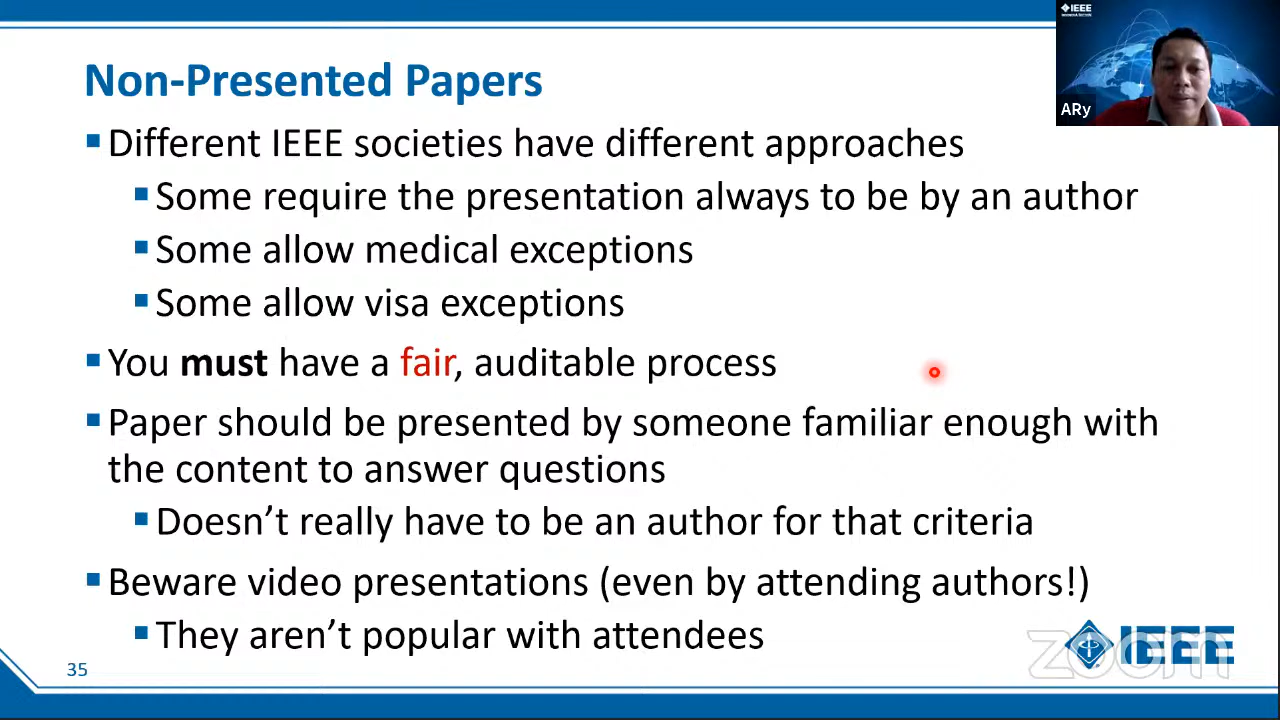 IEEE
ARy
Non-Presented Papers
Different IEEE societies have different approaches
Some require the presentation always to be by an author
Some allow medical exceptions
Some allow visa exceptions
You must have a fair, auditable process
Paper should be presented by someone familiar enough with
the content to answer questions
Doesn’t really have to be an author for that criteria
Beware video presentations (even by attending authors!)
They aren’t popular with attendees
35
zoom
IEEE